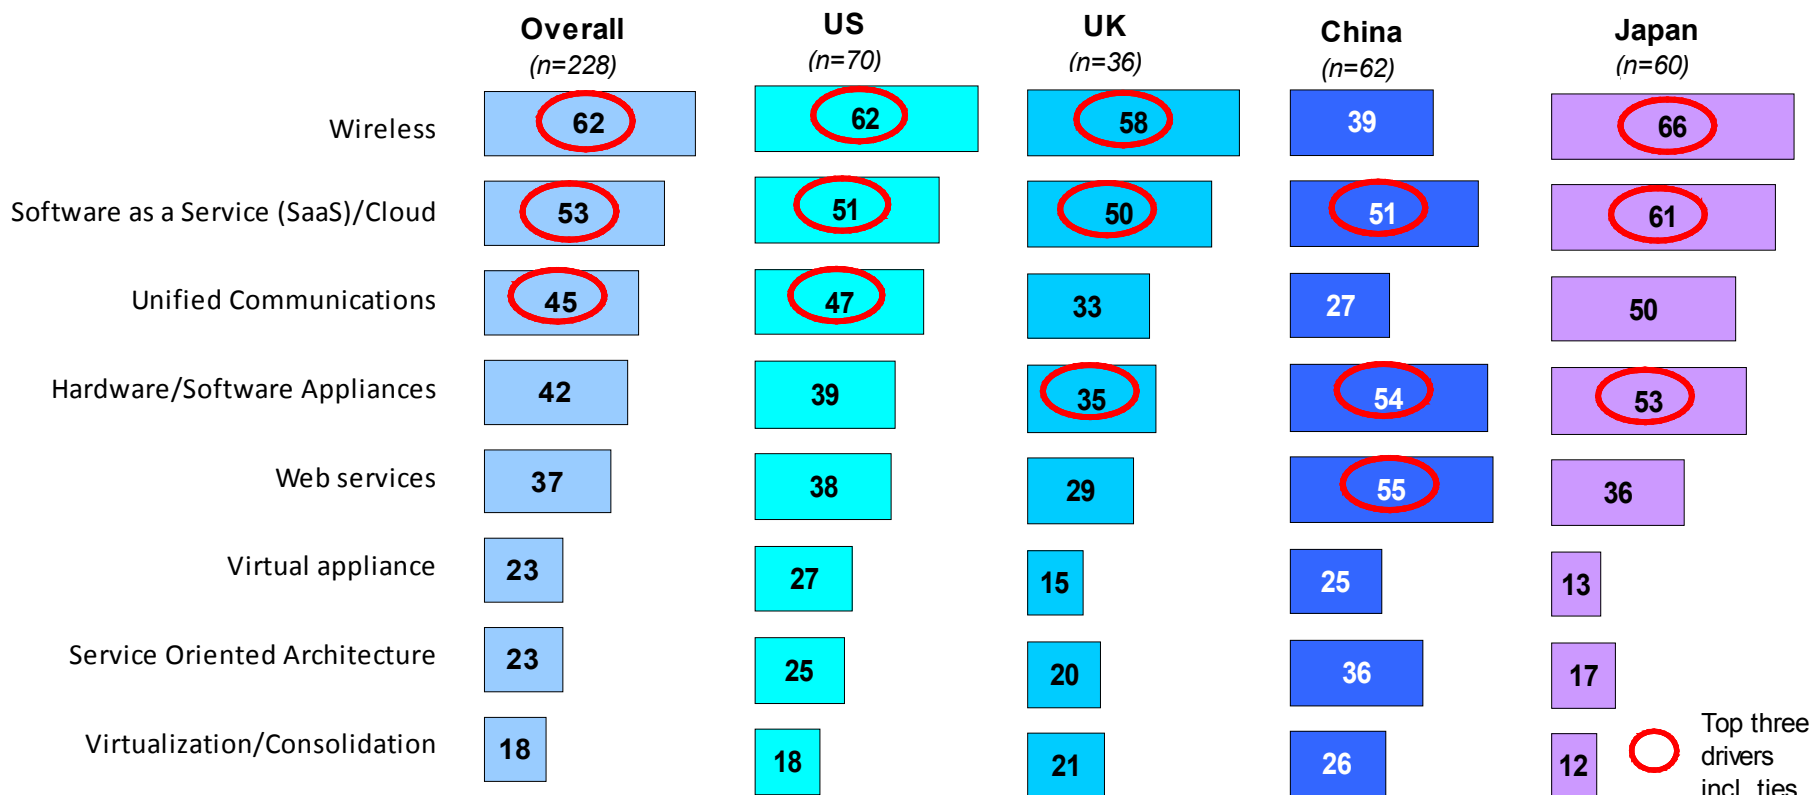 Overall US UK China Japan
(n=228) (n=70) (n=36) (n=62) (n=60)
Wireless 62 62 58 39 66
Software as a Service (SaaS)/Cloud 53 51 50 51 61
Unified Communications 45 47 33 27 50
Hardware/Software Appliances 42 39 35 54 53
Web services 37 38 29 55 36
Virtual appliance 23 27 15 25 13
Service Oriented Architecture 23 25 20 36 17
Virtualization/Consolidation 18 18 21 26 12
Top three
drivers
incl. ties